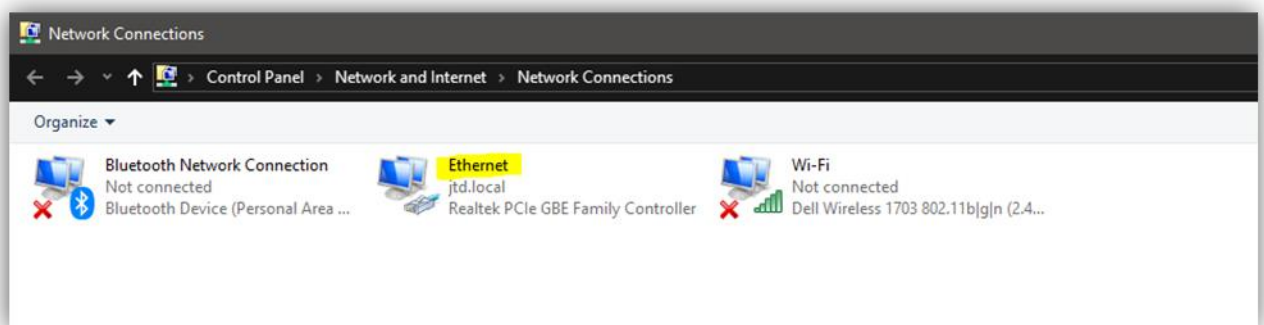 Network Connections
Control Panel > Network and Internet > Network Connections
Organize
Bluetooth Network Connection
Not connected
Bluetooth Device (Personal Area ...
Ethernet
jtd.local
Realtek PCIe GBE Family Controller
Wi-Fi
Not connected
Dell Wireless 1703 802.11b|g|n (2.4...